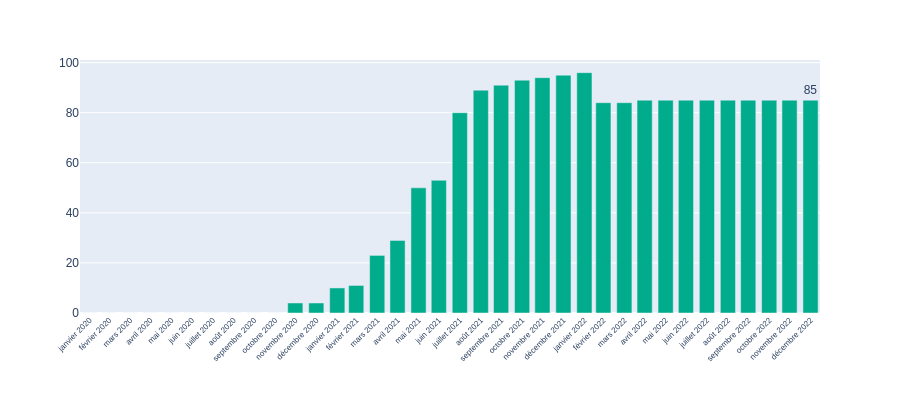 100
80
60
40
20
0
85
janvier 2020
février 2020
mars 2020
avril 2020
mai 2020
juin 2020
juillet 2020
août 2020
septembre 2020
octobre 2020
novembre 2020
décembre 2020
janvier 2021
février 2021
mars 2021
avril 2021
mai 2021
juin 2021
juillet 2021
août 2021
septembre 2021
octobre 2021
novembre 2021
décembre 2021
janvier 2022
février 2022
mars 2022
avril 2022
mai 2022
juin 2022
juillet 2022
août 2022
septembre 2022
octobre 2022
novembre 2022
décembre 2022